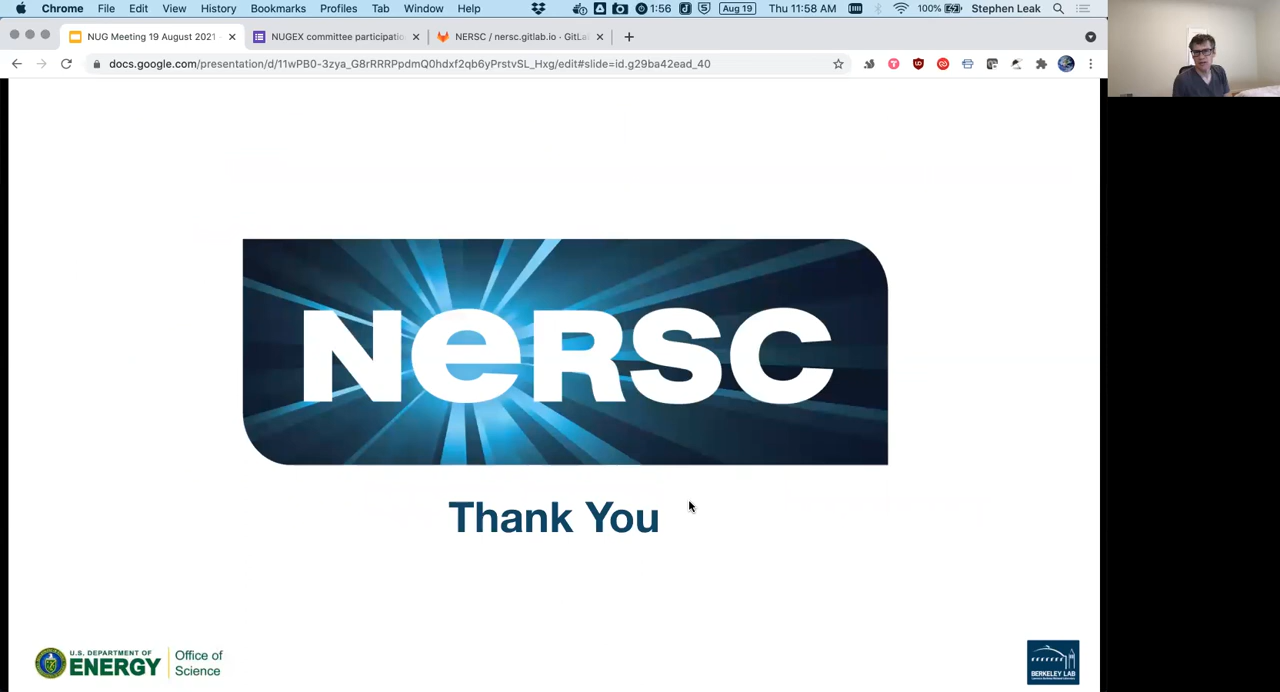 Chrome File Edit View History Bookmarks Profiles Tab Window Help 1:56 Aug 19 Thu 11:58 AM 100% Stephen Leak
NUG Meeting 19 August 2021 - NUGEX committee participatio NERSC / nersc.gitlab.io · GitLa
docs.google.com/presentation/d/11wPB0-3zya_G8rRRRPpdmQ0hdxf2qb6yPrsrvSL_Hxg/edit#slide=id.g29ba42ead_40
NeRSC
Thank You
U.S. DEPARTMENT OF
ENERGY
Office of
Science
BERKELEY LAB